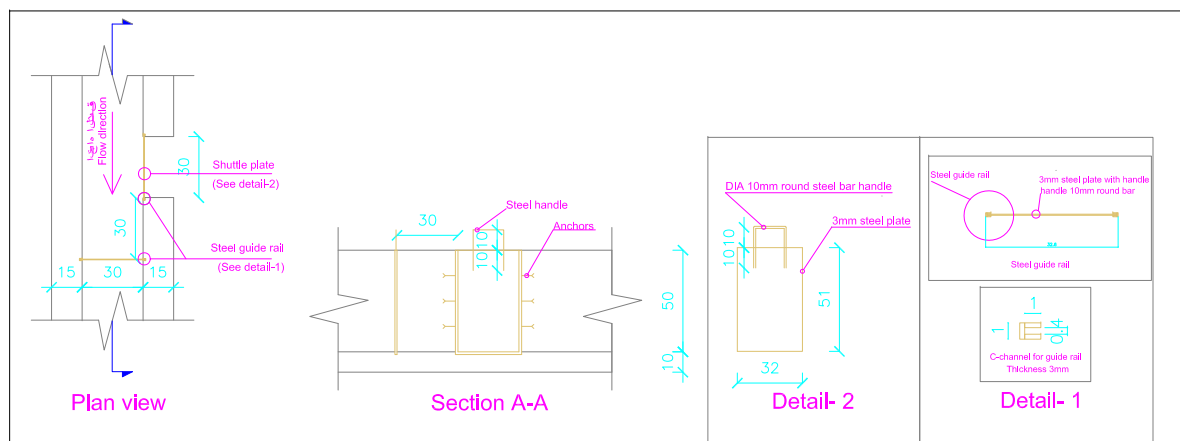 Flow direction
30
Shuttle plate
(See detail-2)
30
Steel guide rail
(See detail-1)
15
30
15
Plan view
Steel handle
30
10
10
Anchors
50
10
Section A-A
DIA 10mm round steel bar handle
10
10
3mm steel plate
51
32
Detail- 2
Steel guide rail
3mm steel plate with handle
handle 10mm round bar
Steel guide rail
1
1
0.4
C-channel for guide rail
Thickness 3mm
Detail- 1